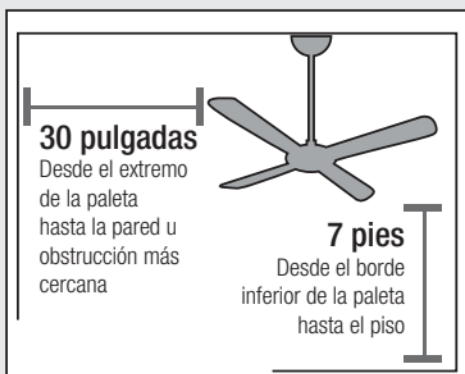 30 pulgadas
Desde el extremo
de la paleta
hasta la pared u
obstrucción más
cercana
7 pies
Desde el borde
inferior de la paleta
hasta el piso